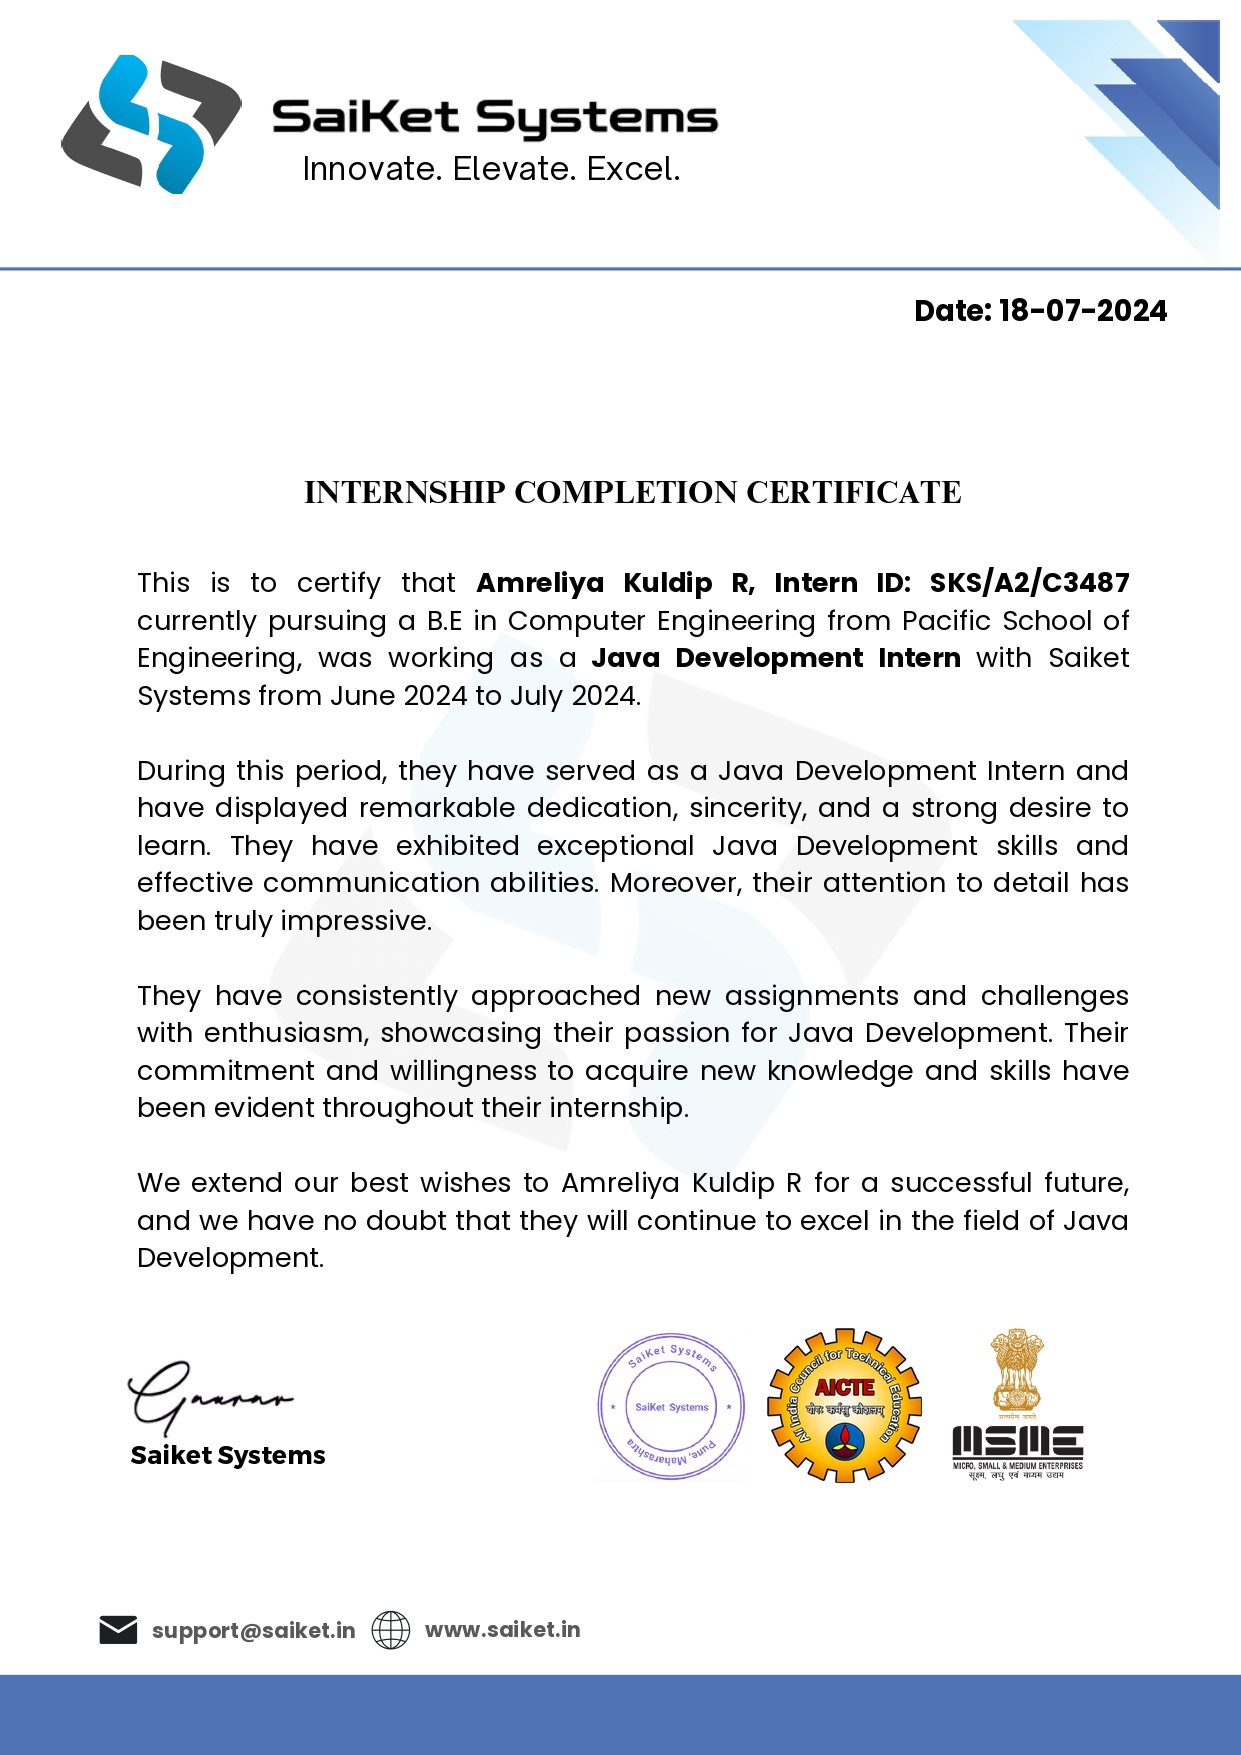 SaiKet Systems
Innovate. Elevate. Excel.
Date: 18-07-2024
INTERNSHIP COMPLETION CERTIFICATE
This is to certify that Amreliya Kuldip R, Intern ID: SKS/A2/C3487
currently pursuing a B.E in Computer Engineering from Pacific School of
Engineering, was working as a Java Development Intern with Saiket
Systems from June 2024 to July 2024.
During this period, they have served as a Java Development Intern and
have displayed remarkable dedication, sincerity, and a strong desire to
learn. They have exhibited exceptional Java Development skills and
effective communication abilities. Moreover, their attention to detail has
been truly impressive.
They have consistently approached new assignments and challenges
with enthusiasm, showcasing their passion for Java Development. Their
commitment and willingness to acquire new knowledge and skills have
been evident throughout their internship.
We extend our best wishes to Amreliya Kuldip R for a successful future,
and we have no doubt that they will continue to excel in the field of Java
Development.
Gaurav
Saiket Systems
SaiKet Systems
SaiKet Systems
Pune, Maharashtra
All India Council for Technical Education
AICTE
योगः कर्मसु कौशलम्
सत्यमेव जयते
MSME
MICRO, SMALL & MEDIUM ENTERPRISES
सूक्ष्म, लघु एवं मध्यम उद्यम
support@saiket.in
www.saiket.in